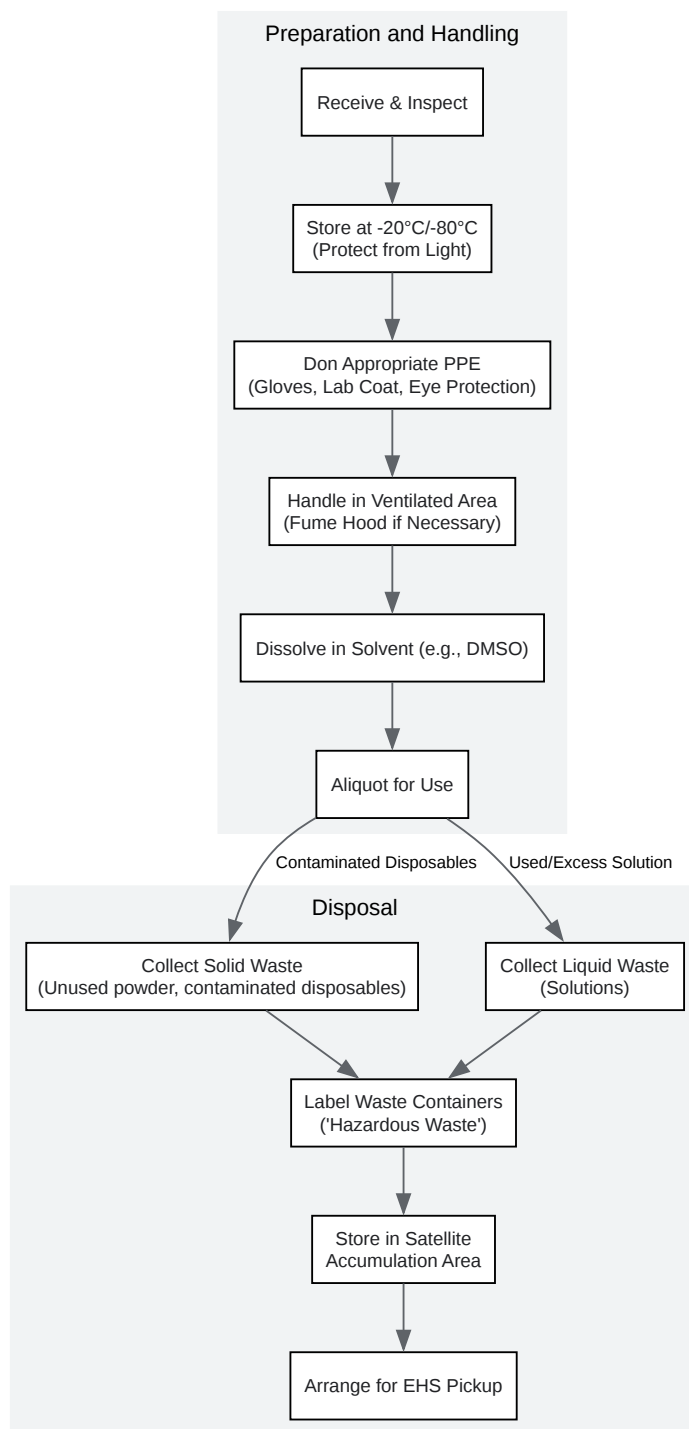 Preparation and Handling
Receive & Inspect
Store at -20°C/-80°C
(Protect from Light)
Don Appropriate PPE
(Gloves, Lab Coat, Eye Protection)
Handle in Ventilated Area
(Fume Hood if Necessary)
Dissolve in Solvent (e.g., DMSO)
Aliquot for Use
Contaminated Disposables
Used/Excess Solution
Disposal
Collect Solid Waste
(Unused powder, contaminated disposables)
Collect Liquid Waste
(Solutions)
Label Waste Containers
('Hazardous Waste')
Store in Satellite
Accumulation Area
Arrange for EHS Pickup